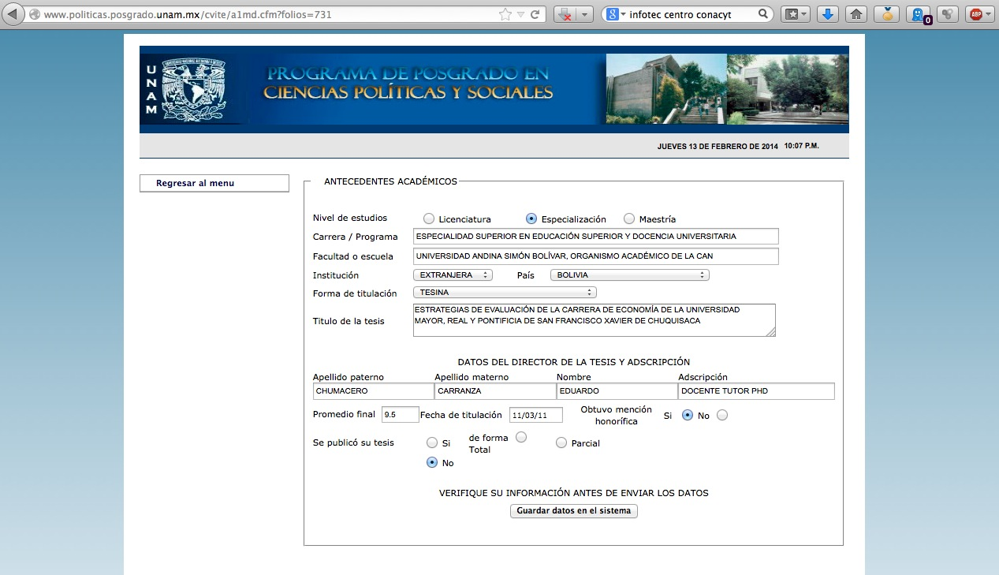 www.politicas.posgrado.unam.mx/cvite/a1md.cfm?folios=731
infotec centro conacyt
8
0
ABP
UNAM
PROGRAMA DE POSGRADO EN
CIENCIAS POLÍTICAS Y SOCIALES
JUEVES 13 DE FEBRERO DE 2014 10:07 P.M.
Regresar al menu
ANTECEDENTES ACADÉMICOS
Nivel de estudios Licenciatura Especialización Maestría
Carrera / Programa ESPECIALIDAD SUPERIOR EN EDUCACIÓN SUPERIOR Y DOCENCIA UNIVERSITARIA
Facultad o escuela UNIVERSIDAD ANDINA SIMÓN BOLÍVAR, ORGANISMO ACADÉMICO DE LA CAN
Institución EXTRANJERA País BOLIVIA
Forma de titulación TESINA
Titulo de la tesis ESTRATEGIAS DE EVALUACIÓN DE LA CARRERA DE ECONOMÍA DE LA UNIVERSIDAD
MAYOR, REAL Y PONTIFICIA DE SAN FRANCISCO XAVIER DE CHUQUISACA
DATOS DEL DIRECTOR DE LA TESIS Y ADSCRIPCIÓN
Apellido paterno Apellido materno Nombre Adscripción
CHUMACERO CARRANZA EDUARDO DOCENTE TUTOR PHD
Promedio final 9.5 Fecha de titulación 11/03/11 Obtuvo mención honorífica Si No
Se publicó su tesis Si de forma Total Parcial
No
VERIFIQUE SU INFORMACIÓN ANTES DE ENVIAR LOS DATOS
Guardar datos en el sistema